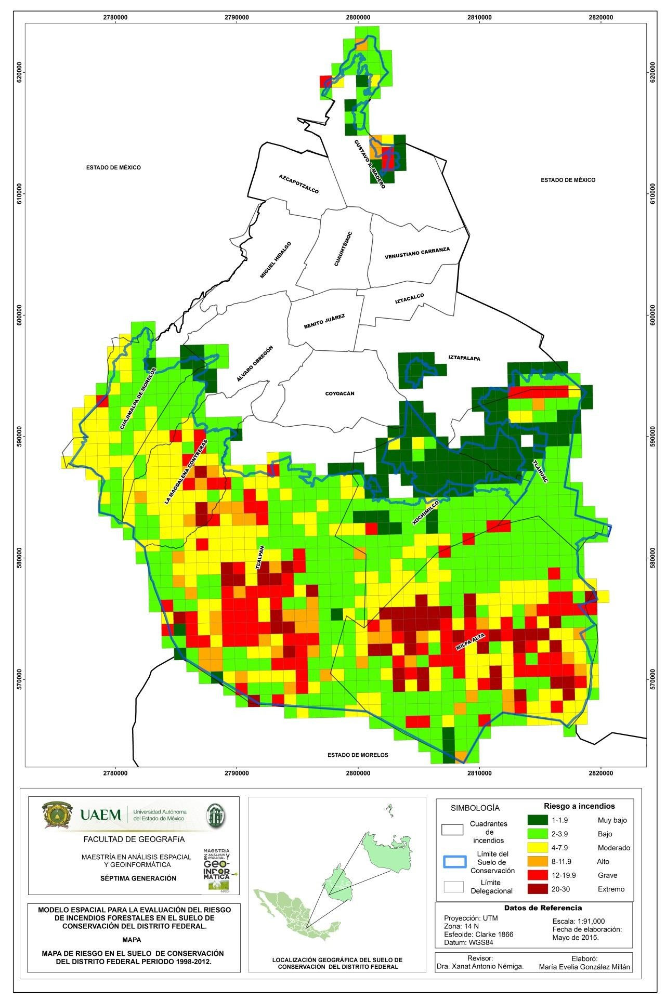 2780000
2790000
2800000
2810000
2820000
620000
620000
ESTADO DE MÉXICO
GUSTAVO A. MADERO
ESTADO DE MÉXICO
AZCAPOTZALCO
610000
610000
MIGUEL HIDALGO
CUAUHTÉMOC
VENUSTIANO CARRANZA
IZTACALCO
600000
600000
BENITO JUÁREZ
ÁLVARO OBREGÓN
IZTAPALAPA
CUAJIMALPA DE MORELOS
COYOACÁN
590000
590000
LA MAGDALENA CONTRERAS
TLAHUAC
XOCHIMILCO
TLALPAN
580000
580000
MILPA ALTA
570000
570000
ESTADO DE MORELOS
2780000
2790000
2800000
2810000
2820000
UAEM
Universidad Autónoma
del Estado de México
FACULTAD DE GEOGRAFíA
MAESTRÍA EN ANÁLISIS ESPACIAL
Y GEOINFORMÁTICA
SÉPTIMA GENERACIÓN
MAESTRÍA
ANÁLISIS
ESPACIAL Y
GEO-
INFOR
MÁTICA
MODELO ESPACIAL PARA LA EVALUACIÓN DEL RIESGO
DE INCENDIOS FORESTALES EN EL SUELO DE
CONSERVACIÓN DEL DISTRITO FEDERAL.
MAPA
MAPA DE RIESGO EN EL SUELO DE CONSERVACIÓN
DEL DISTRITO FEDERAL PERIODO 1998-2012.
LOCALIZACIÓN GEOGRÁFICA DEL SUELO DE
CONSERVACIÓN DEL DISTRITO FEDERAL
SIMBOLOGÍA
Cuadrantes
de
incendios
Límite del
Suelo de
Conservación
Límite
Delegacional
Riesgo a incendios
1-1.9 Muy bajo
2-3.9 Bajo
4-7.9 Moderado
8-11.9 Alto
12-19.9 Grave
20-30 Extremo
Datos de Referencia
Proyección: UTM
Zona: 14 N
Esfeoide: Clarke 1866
Datum: WGS84
Escala: 1:91,000
Fecha de elaboración:
Mayo de 2015.
Revisor:
Dra. Xanat Antonio Némiga.
Elaboró:
María Evelia González Millán